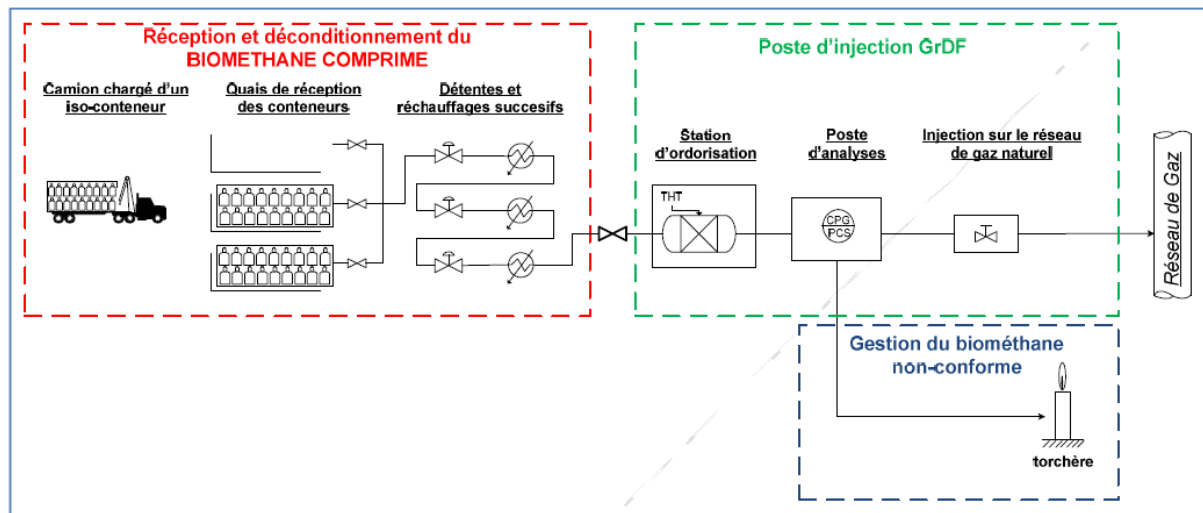 Réception et déconditionnement du
BIOMETHANE COMPRIME
Camion chargé d'un
iso-conteneur
Quais de réception
des conteneurs
Détentes et
réchauffages succesifs
Poste d'injection GrDF
Station
d'ordorisation
Poste
d'analyses
Injection sur le réseau
de gaz naturel
THT
CPG
PCS
Réseau de Gaz
Gestion du biométhane
non-conforme
torchère